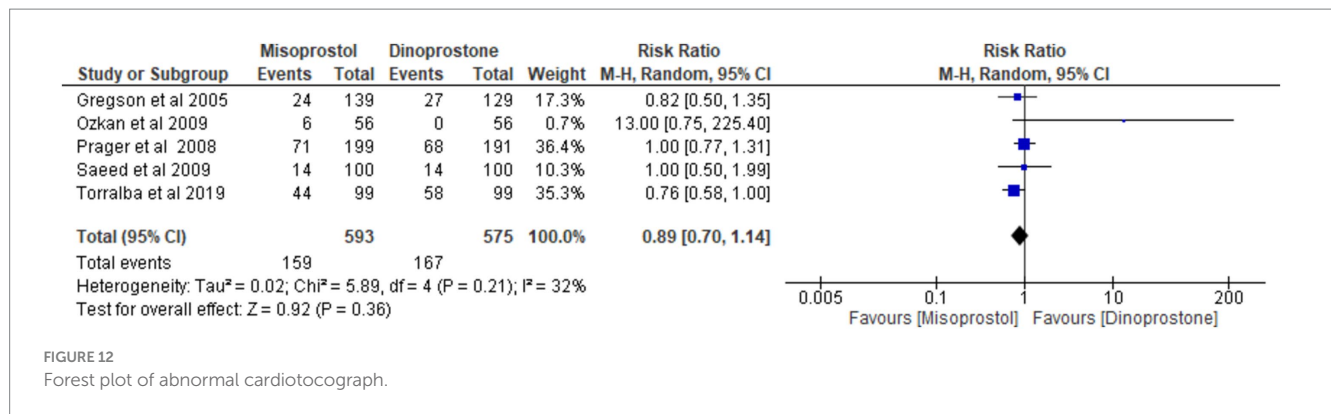 Misoprostol Dinoprostone Risk Ratio Risk Ratio
Study or Subgroup Events Total Events Total Weight M-H, Random, 95% CI M-H, Random, 95% CI
Gregson et al 2005 24 139 27 129 17.3% 0.82 [0.50, 1.35]
Ozkan et al 2009 6 56 0 56 0.7% 13.00 [0.75, 225.40]
Prager et al 2008 71 199 68 191 36.4% 1.00 [0.77, 1.31]
Saeed et al 2009 14 100 14 100 10.3% 1.00 [0.50, 1.99]
Torralba et al 2019 44 99 58 99 35.3% 0.76 [0.58, 1.00]
Total (95% CI) 593 575 100.0% 0.89 [0.70, 1.14]
Total events 159 167
Heterogeneity: Tau² = 0.02; Chi² = 5.89, df = 4 (P = 0.21); I² = 32%
Test for overall effect: Z = 0.92 (P = 0.36)
0.005 0.1 1 10 200
Favours [Misoprostol] Favours [Dinoprostone]
FIGURE 12
Forest plot of abnormal cardiotocograph.